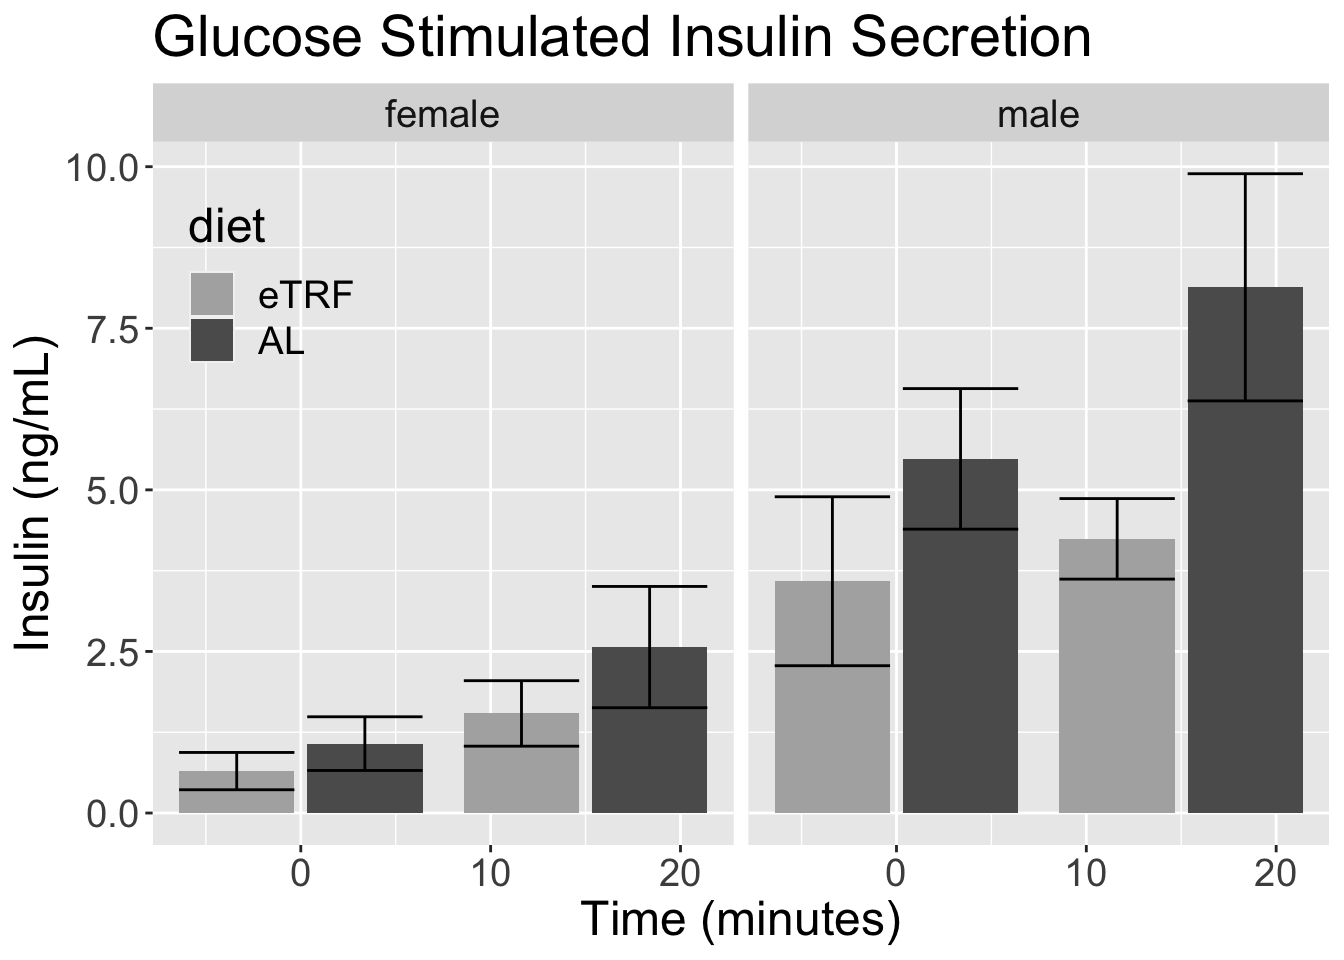 Glucose Stimulated Insulin Secretion
female
male
10.0
7.5
5.0
2.5
0.0
Insulin (ng/mL)
diet
eTRF
AL
0
10
20
0
10
20
Time (minutes)